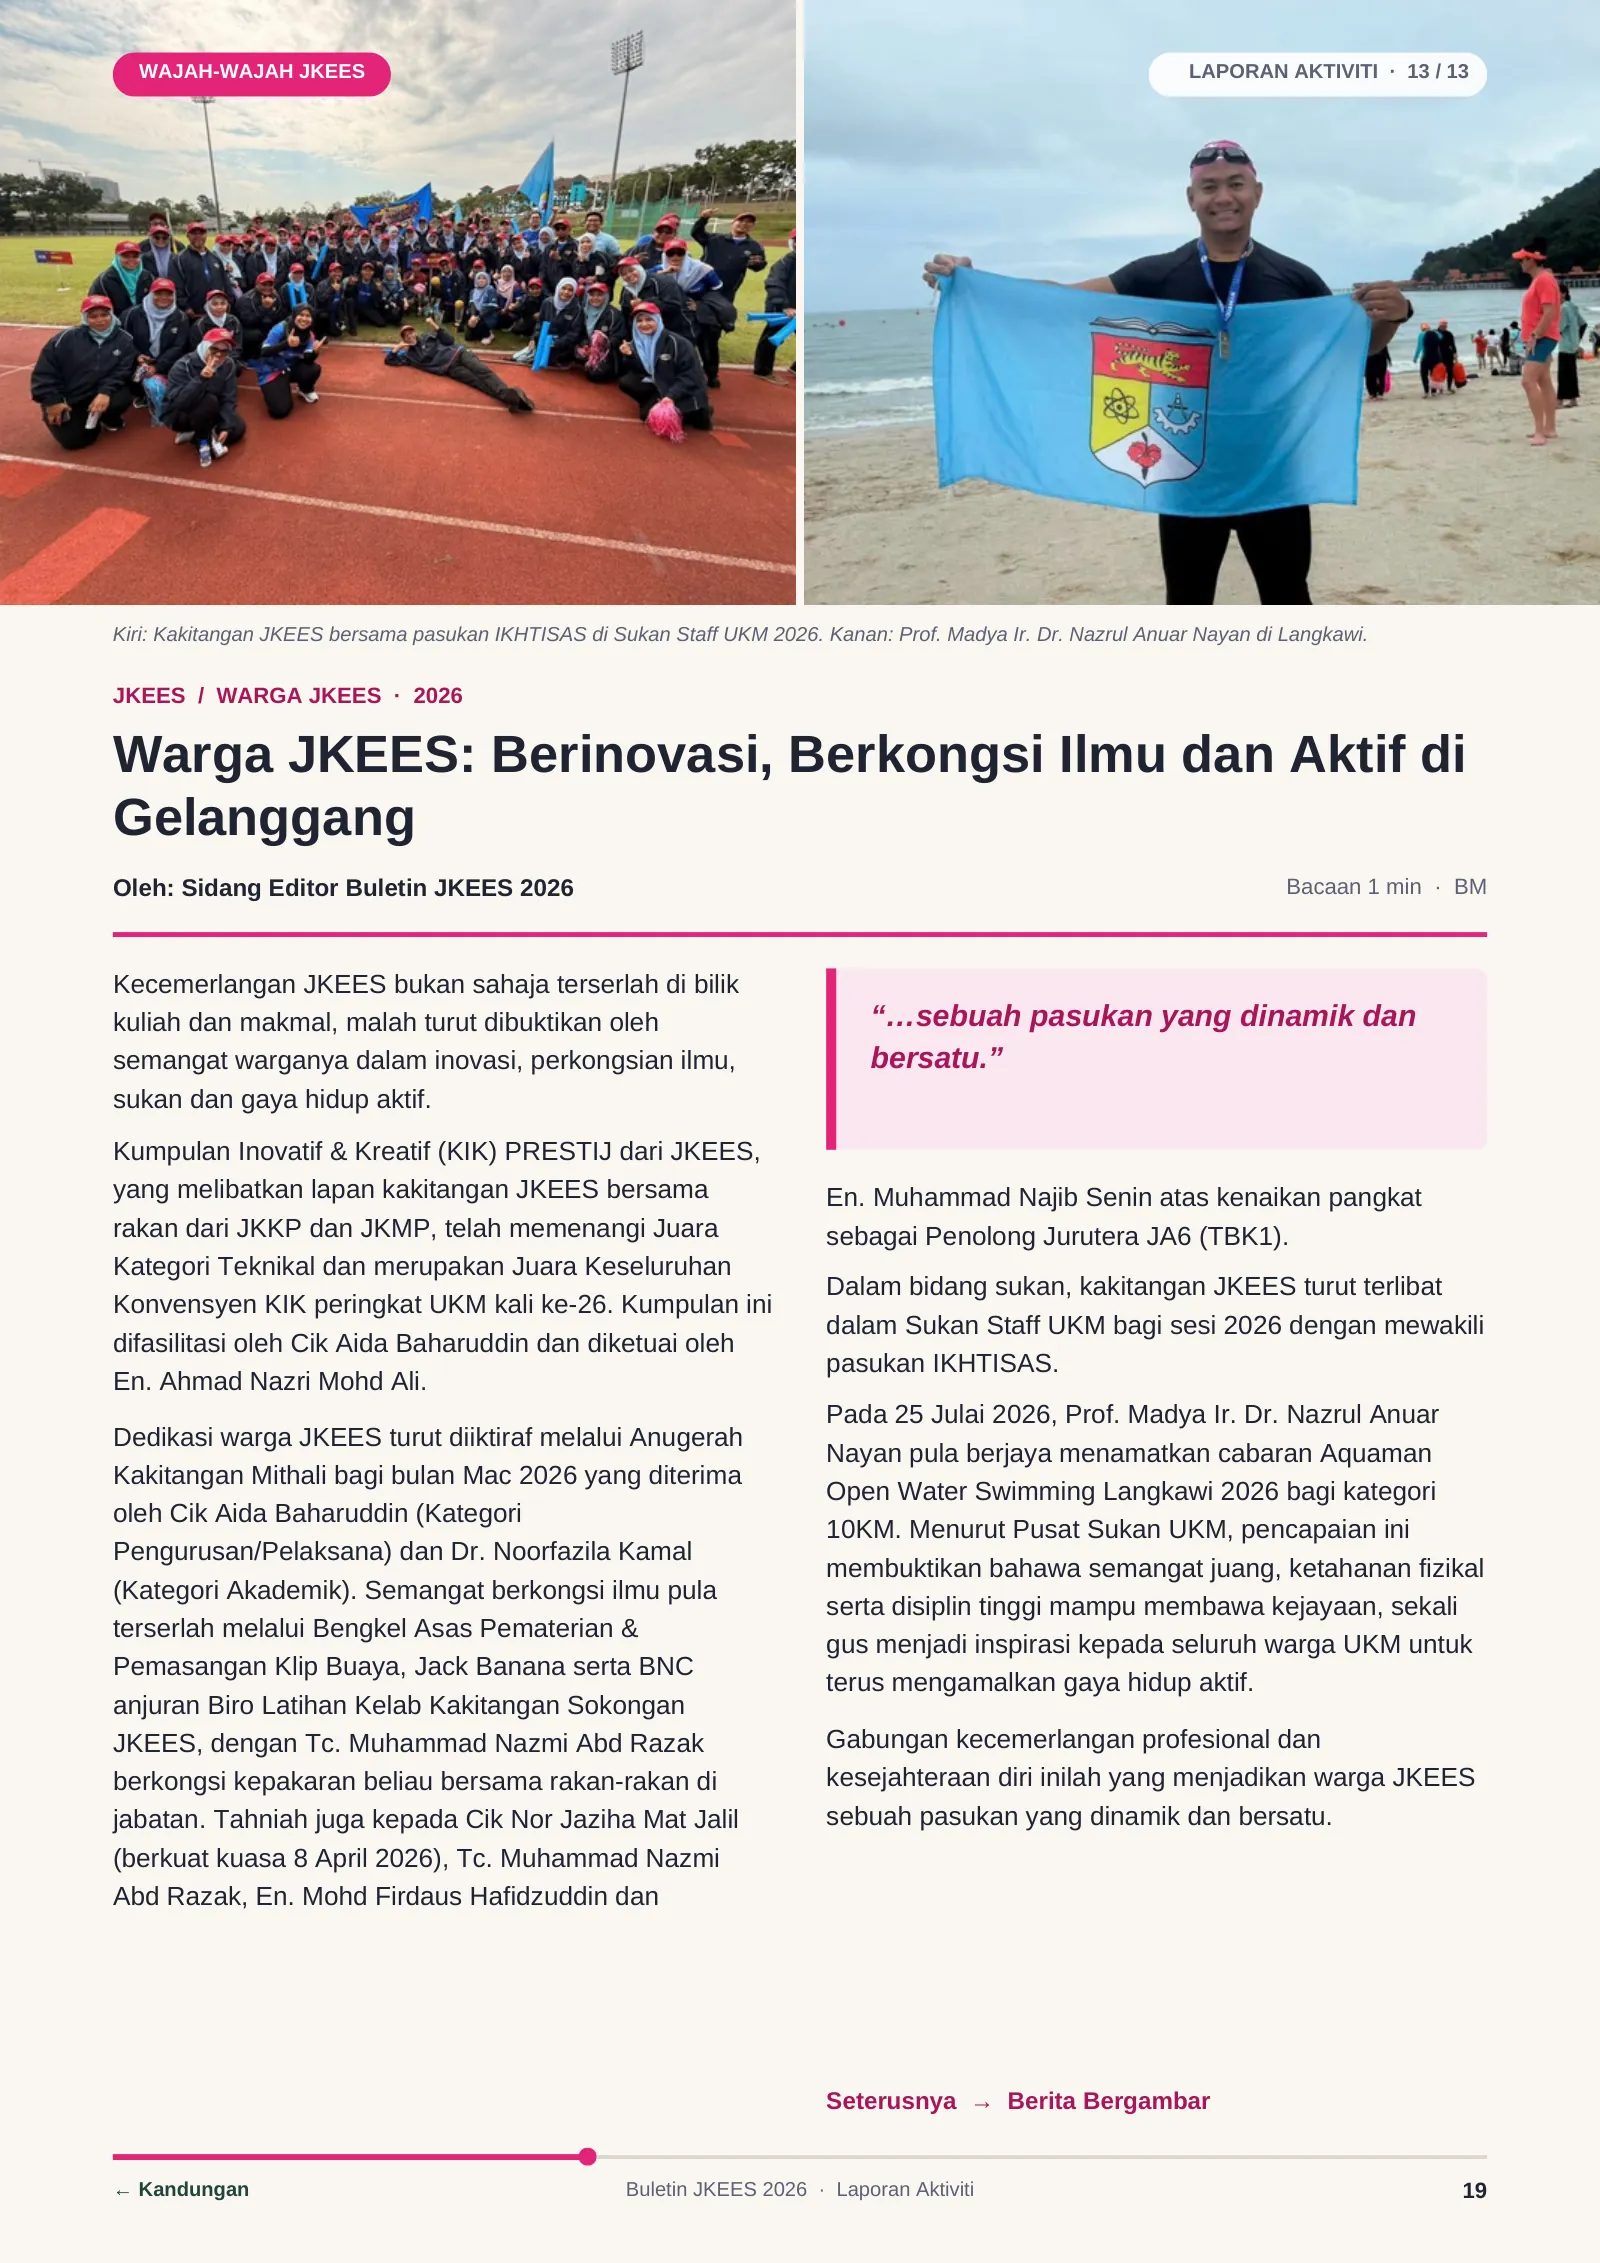 WAJAH-WAJAH JKEES
LAPORAN AKTIVITI · 13 / 13
Kiri: Kakitangan JKEES bersama pasukan IKHTISAS di Sukan Staff UKM 2026. Kanan: Prof. Madya Ir. Dr. Nazrul Anuar Nayan di Langkawi.
JKEES / WARGA JKEES · 2026
Warga JKEES: Berinovasi, Berkongsi Ilmu dan Aktif di
Gelanggang
Oleh: Sidang Editor Buletin JKEES 2026
Bacaan 1 min · BM
Kecemerlangan JKEES bukan sahaja terserlah di bilik
kuliah dan makmal, malah turut dibuktikan oleh
semangat warganya dalam inovasi, perkongsian ilmu,
sukan dan gaya hidup aktif.
Kumpulan Inovatif & Kreatif (KIK) PRESTIJ dari JKEES,
yang melibatkan lapan kakitangan JKEES bersama
rakan dari JKKP dan JKMP, telah memenangi Juara
Kategori Teknikal dan merupakan Juara Keseluruhan
Konvensyen KIK peringkat UKM kali ke-26. Kumpulan ini
difasilitasi oleh Cik Aida Baharuddin dan diketuai oleh
En. Ahmad Nazri Mohd Ali.
Dedikasi warga JKEES turut diiktiraf melalui Anugerah
Kakitangan Mithali bagi bulan Mac 2026 yang diterima
oleh Cik Aida Baharuddin (Kategori
Pengurusan/Pelaksana) dan Dr. Noorfazila Kamal
(Kategori Akademik). Semangat berkongsi ilmu pula
terserlah melalui Bengkel Asas Pematerian &
Pemasangan Klip Buaya, Jack Banana serta BNC
anjuran Biro Latihan Kelab Kakitangan Sokongan
JKEES, dengan Tc. Muhammad Nazmi Abd Razak
berkongsi kepakaran beliau bersama rakan-rakan di
jabatan. Tahniah juga kepada Cik Nor Jaziha Mat Jalil
(berkuat kuasa 8 April 2026), Tc. Muhammad Nazmi
Abd Razak, En. Mohd Firdaus Hafidzuddin dan
“…sebuah pasukan yang dinamik dan
bersatu.”
En. Muhammad Najib Senin atas kenaikan pangkat
sebagai Penolong Jurutera JA6 (TBK1).
Dalam bidang sukan, kakitangan JKEES turut terlibat
dalam Sukan Staff UKM bagi sesi 2026 dengan mewakili
pasukan IKHTISAS.
Pada 25 Julai 2026, Prof. Madya Ir. Dr. Nazrul Anuar
Nayan pula berjaya menamatkan cabaran Aquaman
Open Water Swimming Langkawi 2026 bagi kategori
10KM. Menurut Pusat Sukan UKM, pencapaian ini
membuktikan bahawa semangat juang, ketahanan fizikal
serta disiplin tinggi mampu membawa kejayaan, sekali
gus menjadi inspirasi kepada seluruh warga UKM untuk
terus mengamalkan gaya hidup aktif.
Gabungan kecemerlangan profesional dan
kesejahteraan diri inilah yang menjadikan warga JKEES
sebuah pasukan yang dinamik dan bersatu.
Seterusnya → Berita Bergambar
← Kandungan
Buletin JKEES 2026 · Laporan Aktiviti
19